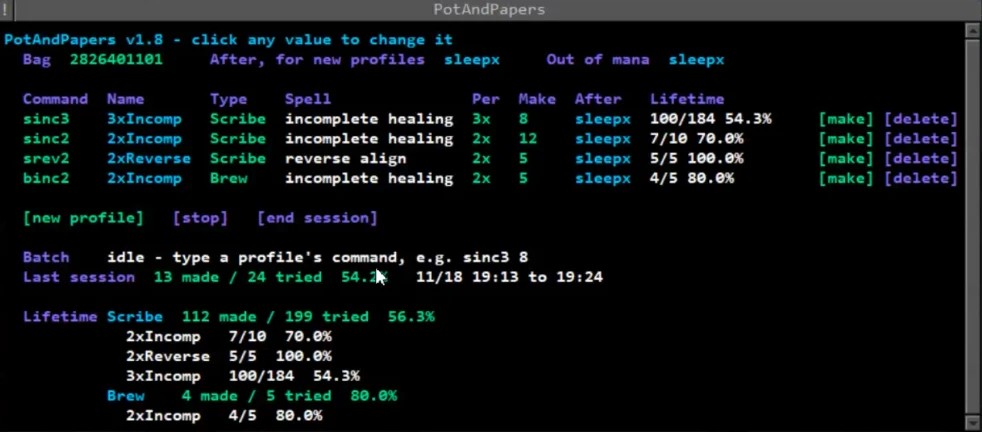 PotAndPapers
PotAndPapers v1.8 - click any value to change it
Bag 2826401101 After, for new profiles sleepx Out of mana sleepx
Command Name Type Spell Per Make After Lifetime
sinc3 3xIncomp Scribe incomplete healing 3x 8 sleepx 100/184 54.3% [make] [delete]
sinc2 2xIncomp Scribe incomplete healing 2x 12 sleepx 7/10 70.0% [make] [delete]
srev2 2xReverse Scribe reverse align 2x 5 sleepx 5/5 100.0% [make] [delete]
binc2 2xIncomp Brew incomplete healing 2x 5 sleepx 4/5 80.0% [make] [delete]
[new profile] [stop] [end session]
Batch idle - type a profile's command, e.g. sinc3 8
Last session 13 made / 24 tried 54.2% 11/18 19:13 to 19:24
Lifetime Scribe 112 made / 199 tried 56.3%
2xIncomp 7/10 70.0%
2xReverse 5/5 100.0%
3xIncomp 100/184 54.3%
Brew 4 made / 5 tried 80.0%
2xIncomp 4/5 80.0%